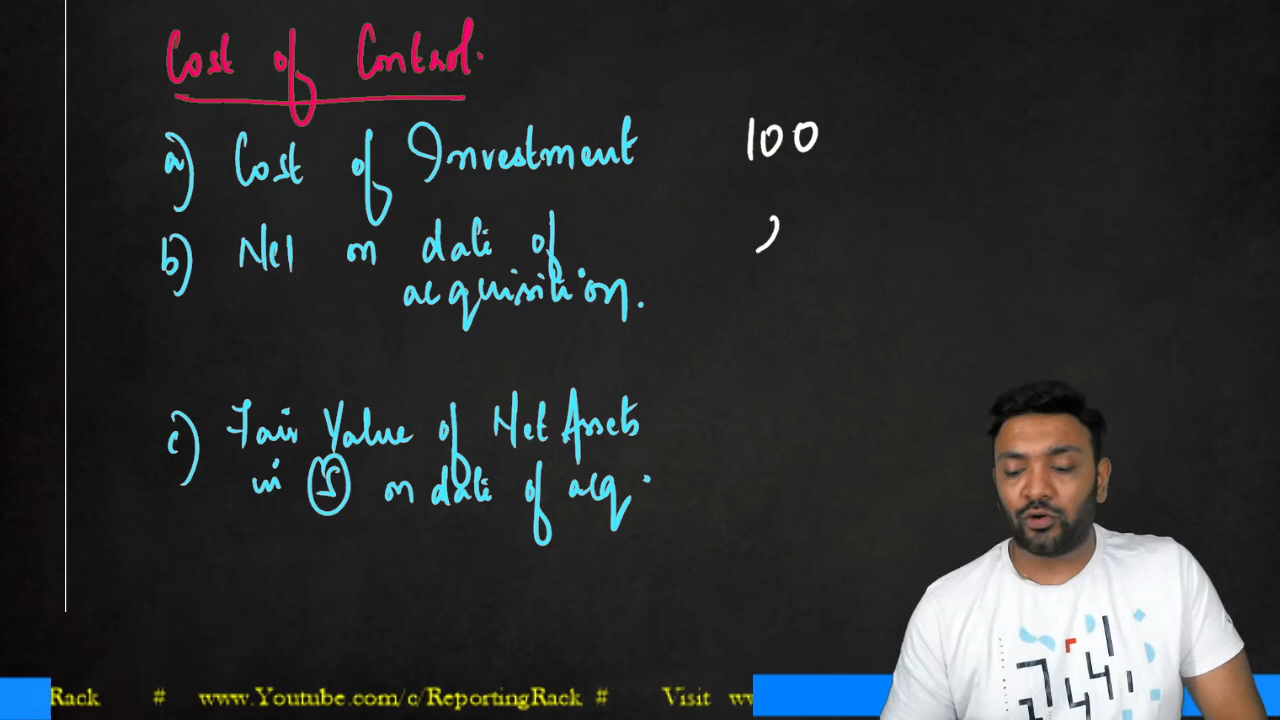 Cost of Control.
a) Cost of Investment 100
b) NCI on date of
acquisition.
c) Fair Value of Net Assets
in S on date of acq.
Rack # www.Youtube.com/c/ReportingRack # Visit